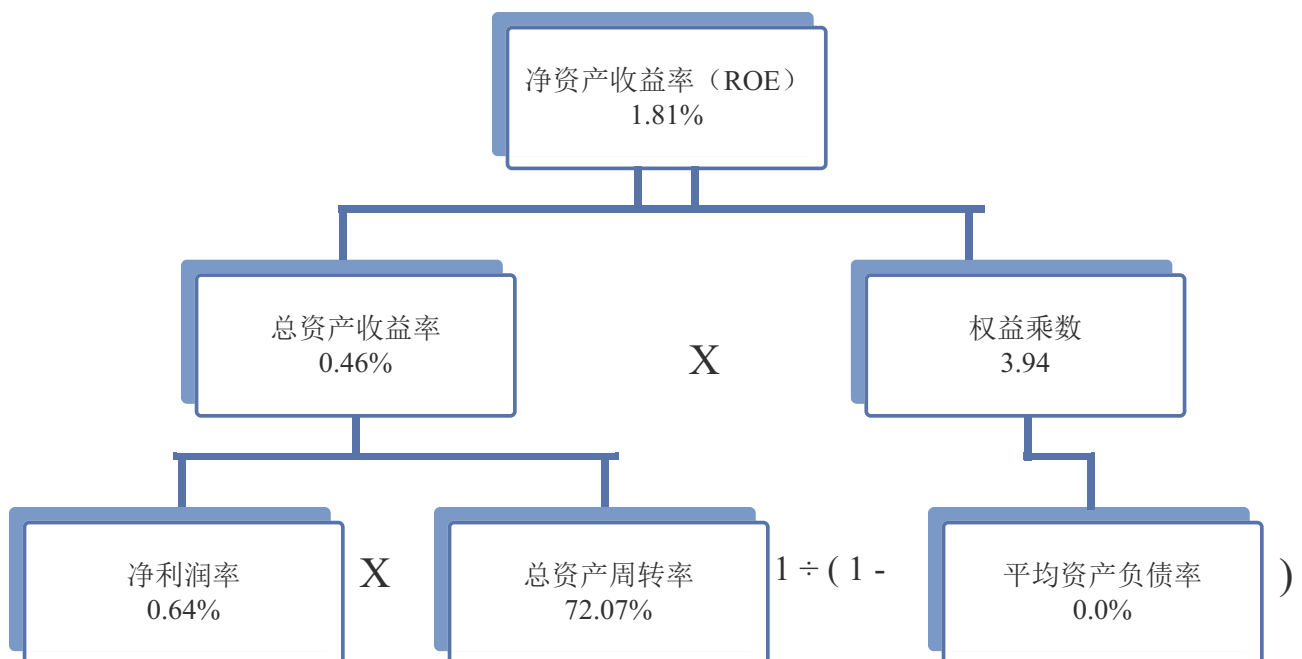 净资产收益率（ROE）
1.81%
总资产收益率
0.46%
X
权益乘数
3.94
净利润率
0.64%
X
总资产周转率
72.07%
1 ÷ ( 1 -
平均资产负债率
0.0%
)